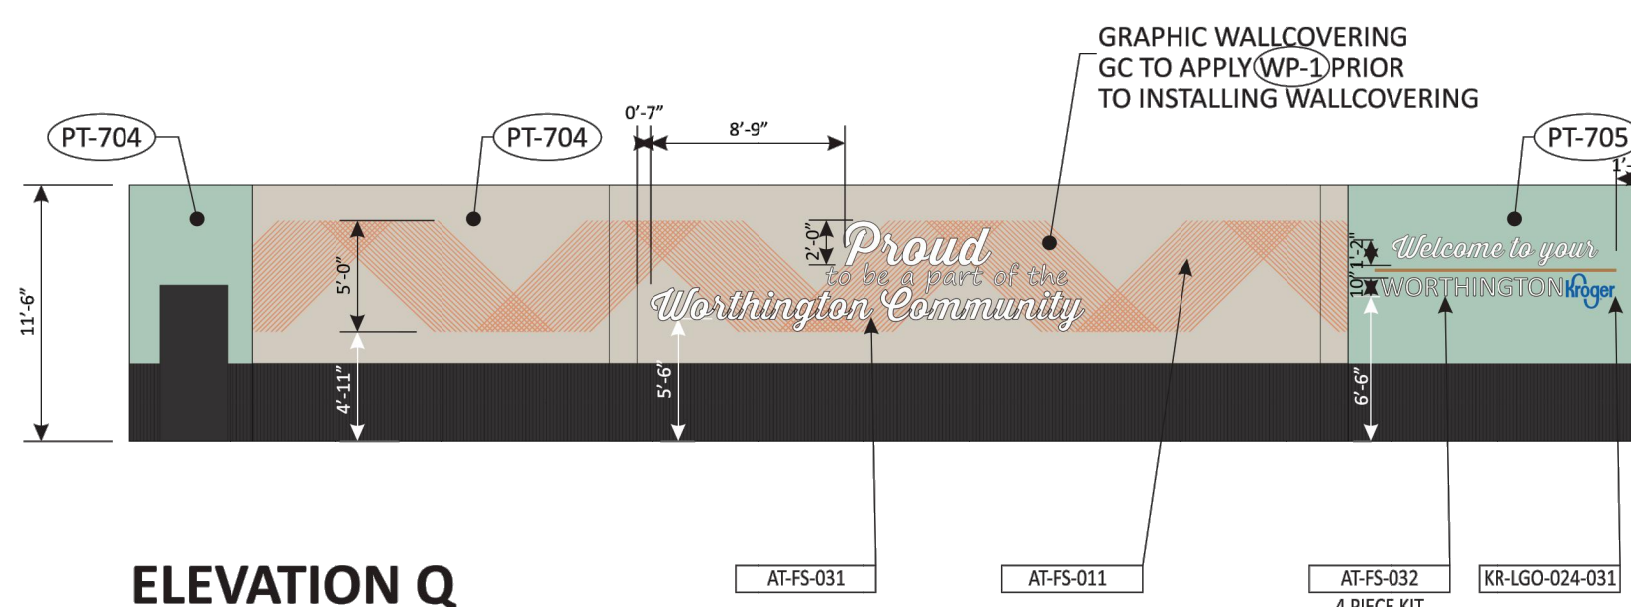 GRAPHIC WALLCOVERING
GC TO APPLY WP-1 PRIOR
TO INSTALLING WALLCOVERING
PT-704
PT-704
PT-705
0'-7"
8'-9"
11'-6"
5'-0"
4'-11"
2'-0"
5'-6"
1'-2"
10"
6'-6"
Proud
to be a part of the
Worthington Community
Welcome to your
WORTHINGTON Kroger
AT-FS-031
AT-FS-011
AT-FS-032
KR-LGO-024-031
4 PIECE KIT
ELEVATION Q